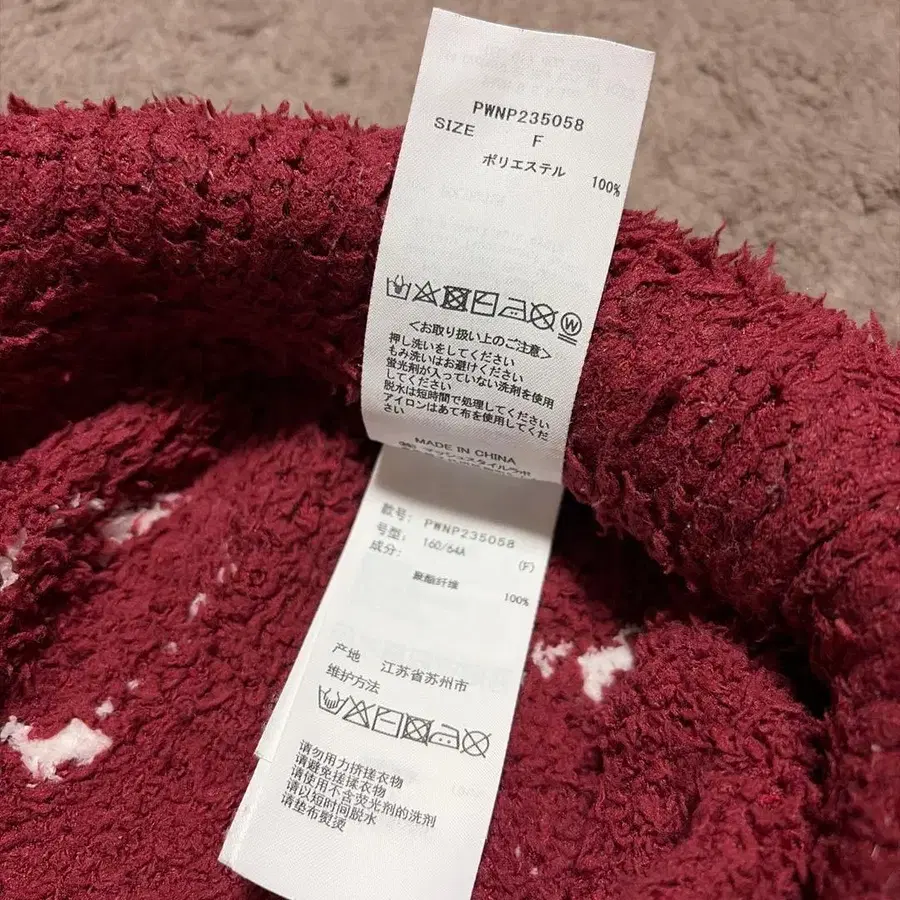 PWNP235058
SIZE F
ポリエステル
100%
W
<お取り扱い上のご注意>
押し洗いをしてください
もみ洗いはお避けください
蛍光剤が入っていない洗剤を使用
してください
脱水は短時間で処理してください
アイロンはあて布を使用してくだ
さい
MADE IN CHINA
款号: PWNP235058
号型: 160/64A
(F)
成分:
聚酯纤维
100%
产地 江苏省苏州市
维护方法
请勿用力挤搓衣物
请避免搓揉衣物
请使用不含荧光剂的洗剂
请以短时间脱水
请垫布熨烫